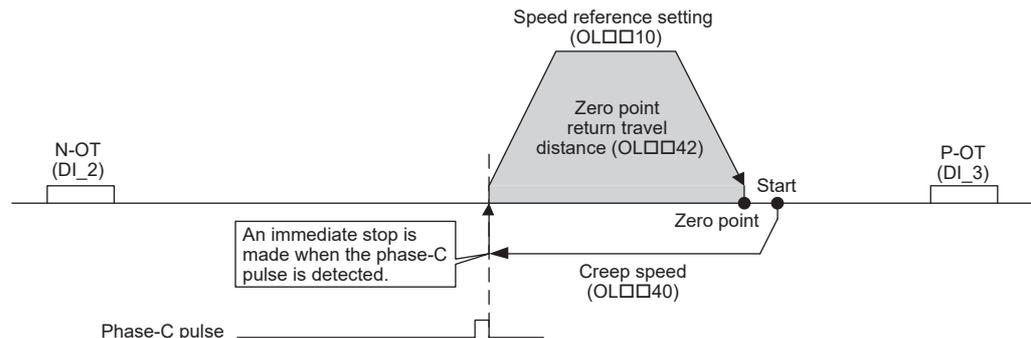 Speed reference setting
(OL□□10)
Zero point
return travel
distance (OL□□42)
N-OT
(DI_2)
P-OT
(DI_3)
Start
Zero point
An immediate stop is
made when the phase-C
pulse is detected.
Creep speed
(OL□□40)
Phase-C pulse